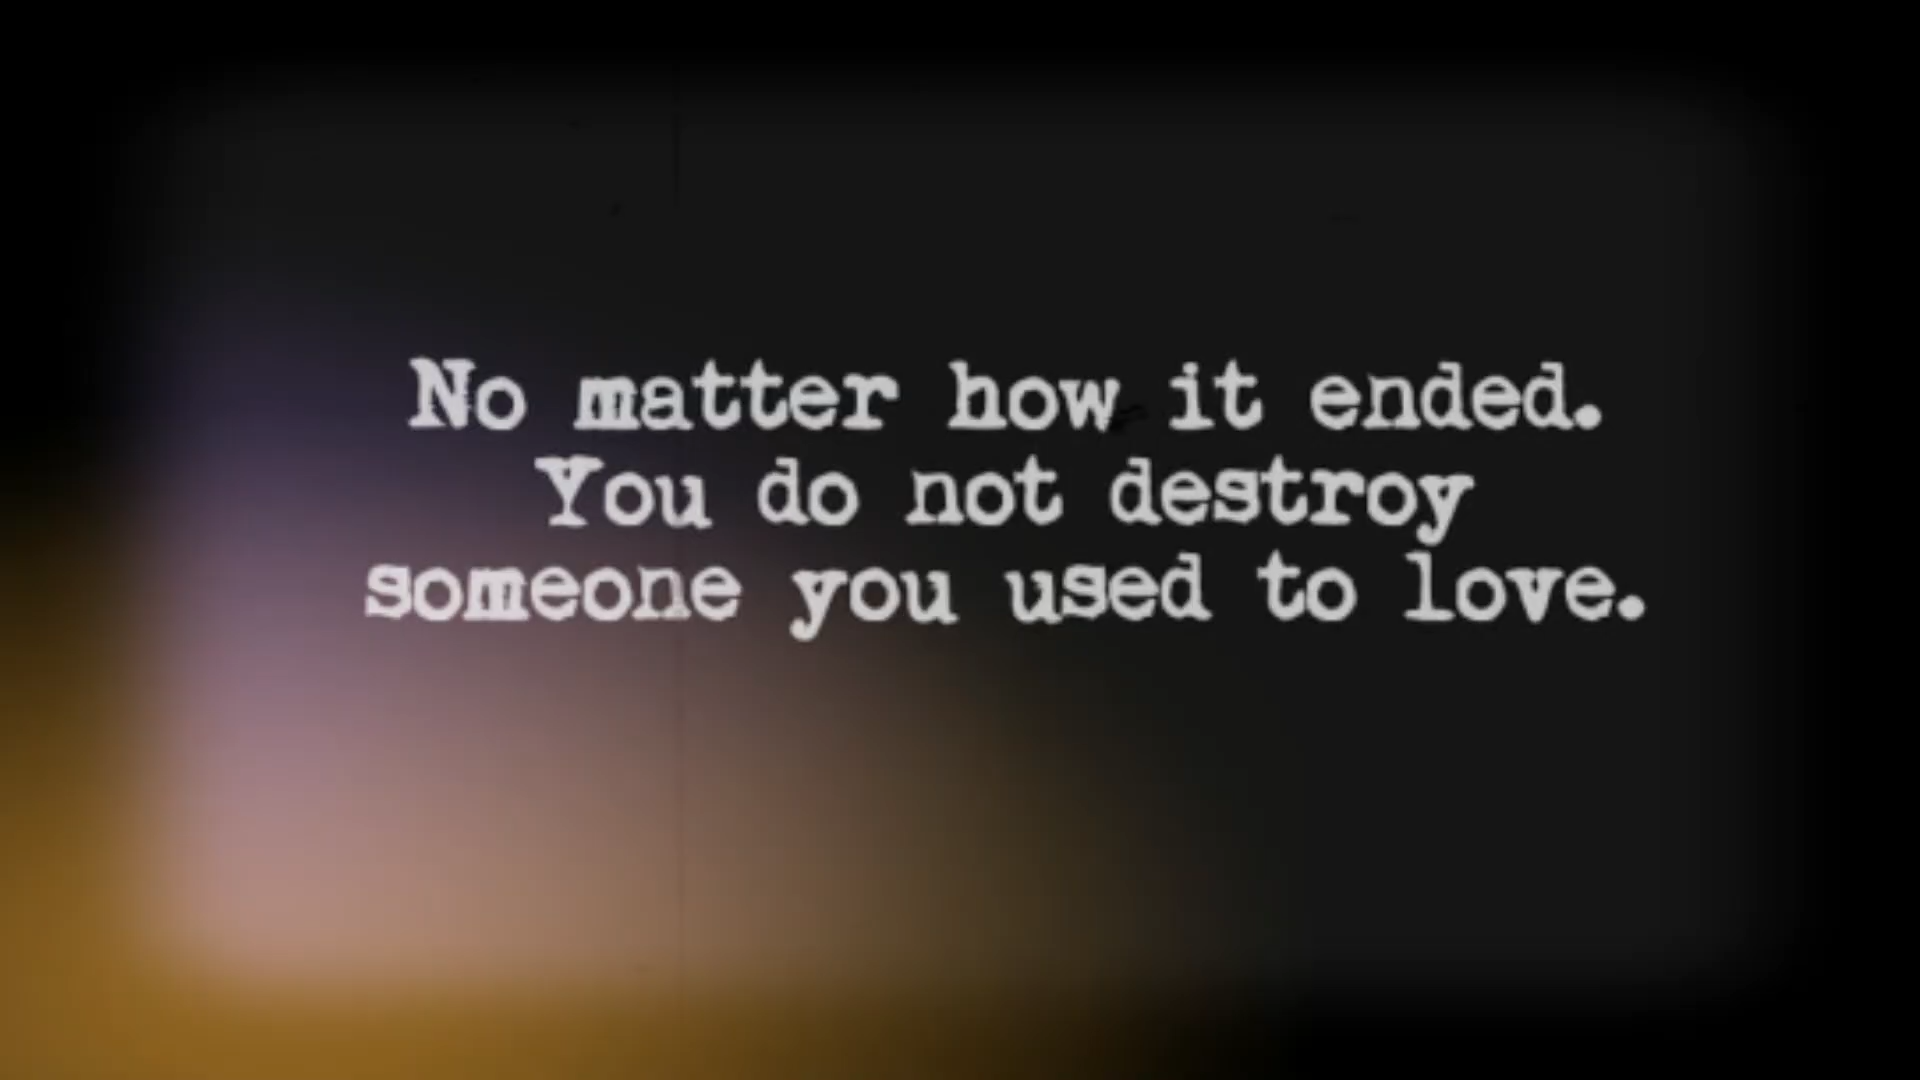 No matter how it ended.
You do not destroy
someone you used to love.